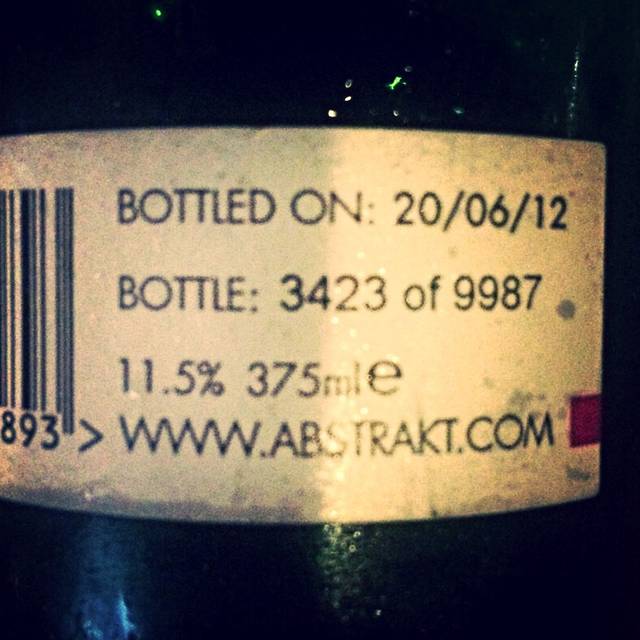 BOTTLED ON: 20/06/12
BOTTLE: 3423 of 9987
11.5% 375ml e
893 > WWW.ABSTRAKT.COM